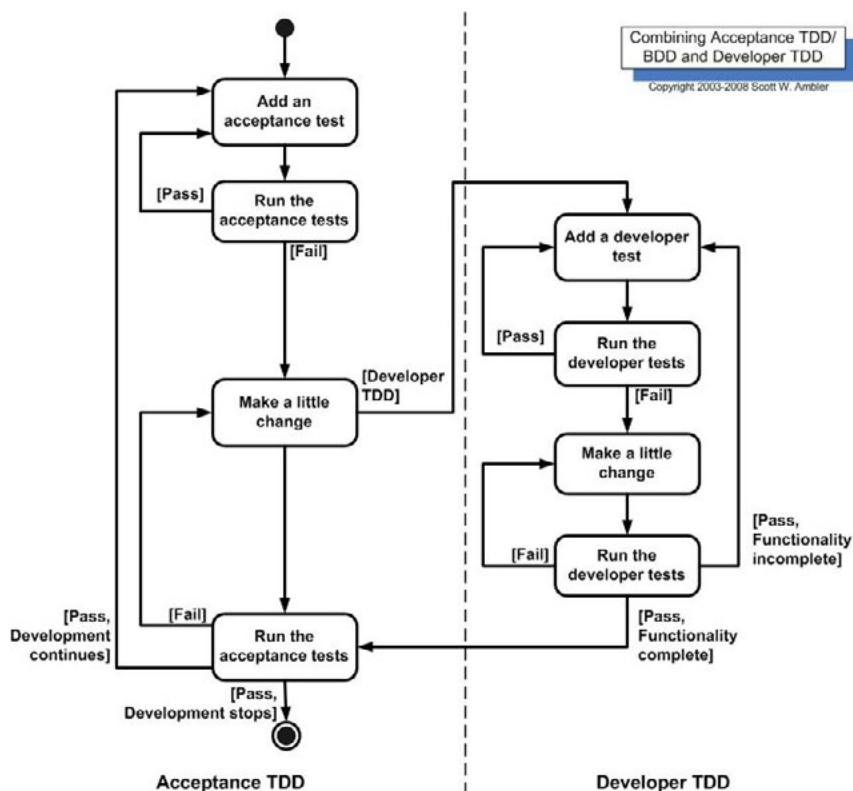 Combining Acceptance TDD/
BDD and Developer TDD
Copyright 2003-2008 Scott W. Ambler
Add an
acceptance test
[Pass]
Run the
acceptance tests
[Fail]
Make a little
change
[Developer
TDD]
[Fail]
Run the
acceptance tests
[Pass,
Development
continues]
[Pass,
Development stops]
Acceptance TDD
Add a developer
test
[Pass]
Run the
developer tests
[Fail]
Make a little
change
[Fail]
Run the
developer tests
[Pass,
Functionality
incomplete]
[Pass,
Functionality
complete]
Developer TDD